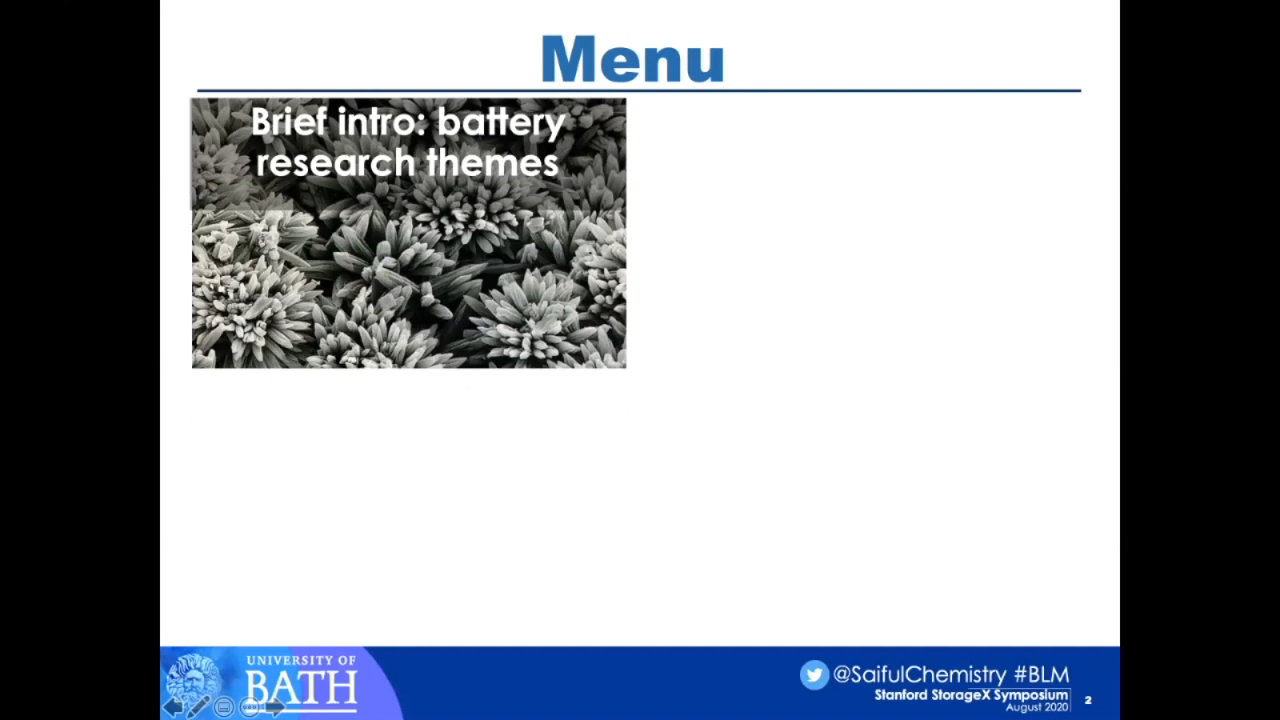 Menu
Brief intro: battery
research themes
UNIVERSITY OF
BATH
@SaifulChemistry #BLM
Stanford StorageX Symposium
August 2020
2